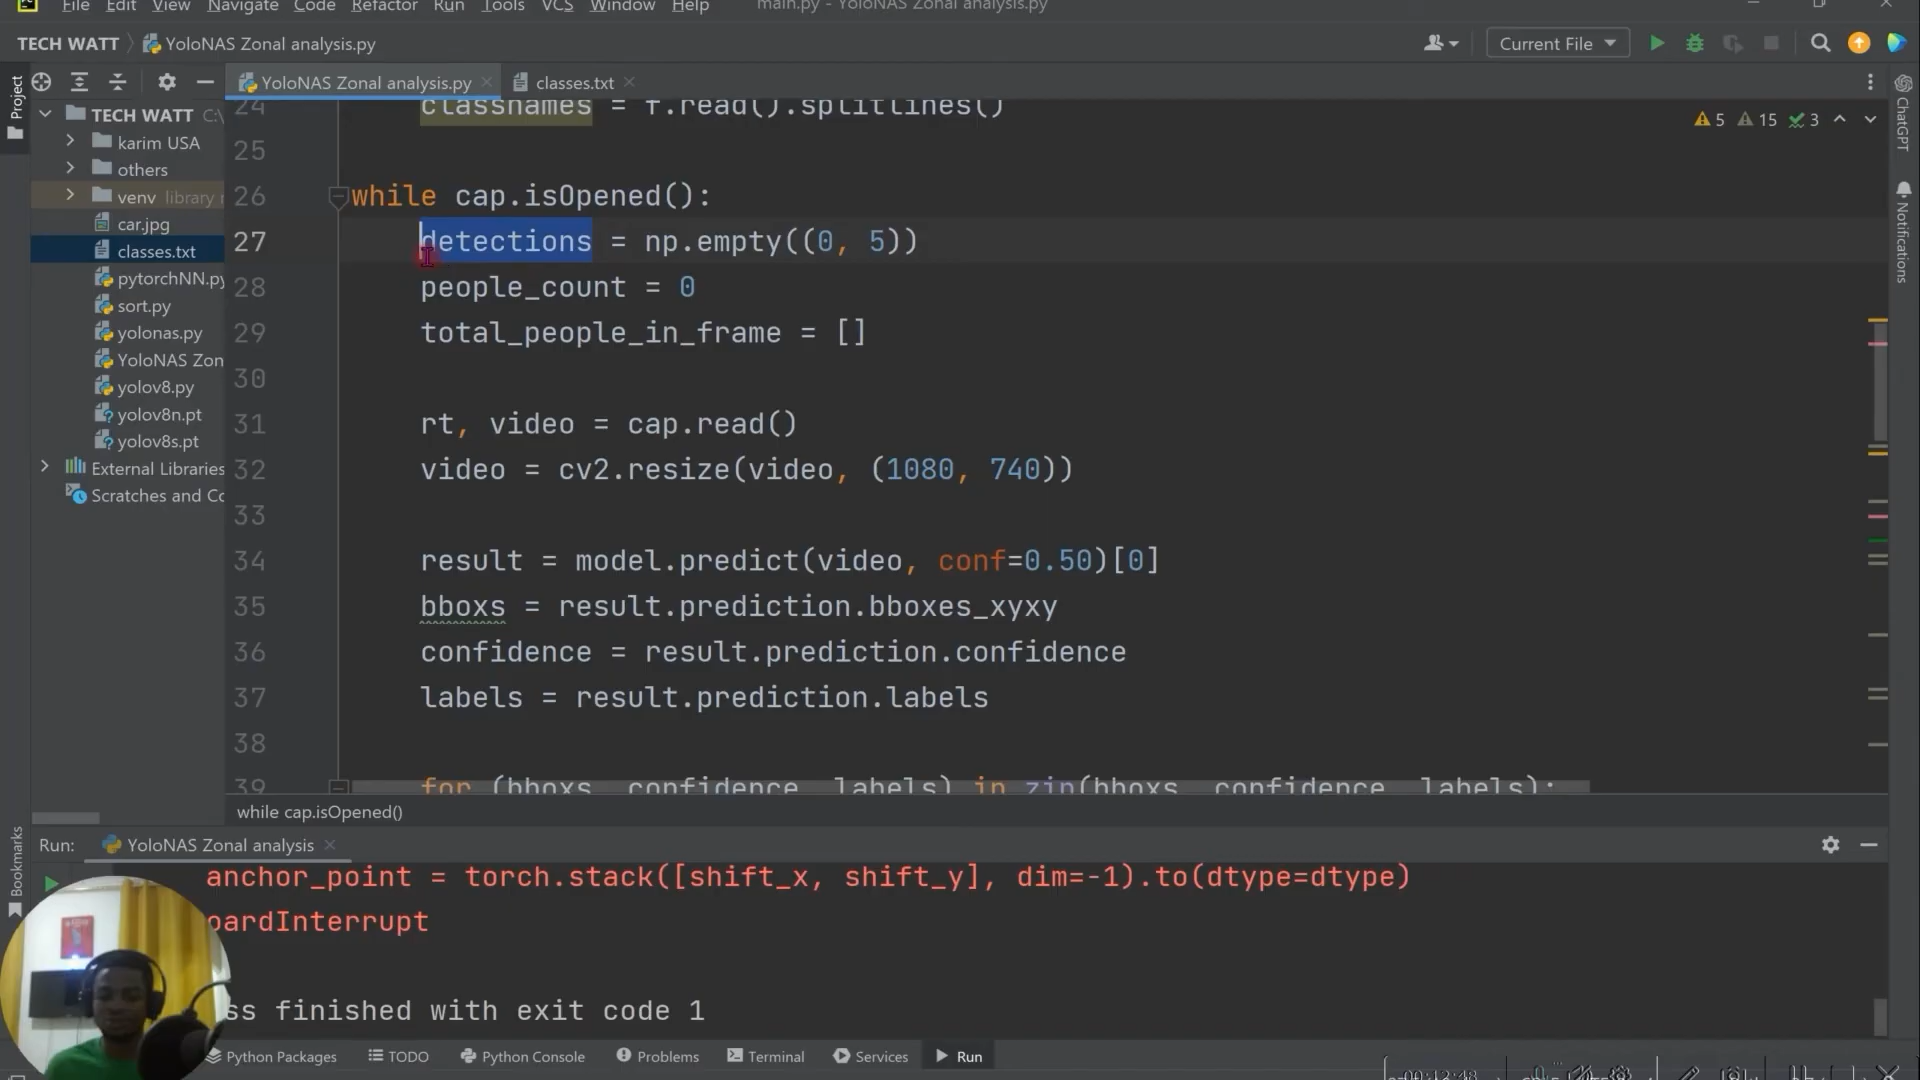 File Edit View Navigate Code Refactor Run Tools VCS Window Help main.py - YoloNAS Zonal analysis.py
TECH WATT YoloNAS Zonal analysis.py Current File
YoloNAS Zonal analysis.py classes.txt
Project
TECH WATT C:\
karim USA
others
venv library
car.jpg
classes.txt
pytorchNN.py
sort.py
yolonas.py
YoloNAS Zon
yolov8.py
yolov8n.pt
yolov8s.pt
External Libraries
Scratches and Co
5 15 3
24 classnames = f.read().splitlines()
25
26 while cap.isOpened():
27 detections = np.empty((0, 5))
28 people_count = 0
29 total_people_in_frame = []
30
31 rt, video = cap.read()
32 video = cv2.resize(video, (1080, 740))
33
34 result = model.predict(video, conf=0.50)[0]
35 bboxs = result.prediction.bboxes_xyxy
36 confidence = result.prediction.confidence
37 labels = result.prediction.labels
38
39 for (bboxs, confidence, labels) in zip(bboxs, confidence, labels):
while cap.isOpened()
ChatGPT
Notifications
Bookmarks
Run: YoloNAS Zonal analysis
anchor_point = torch.stack([shift_x, shift_y], dim=-1).to(dtype=dtype)
oardInterrupt
ss finished with exit code 1
Python Packages TODO Python Console Problems Terminal Services Run